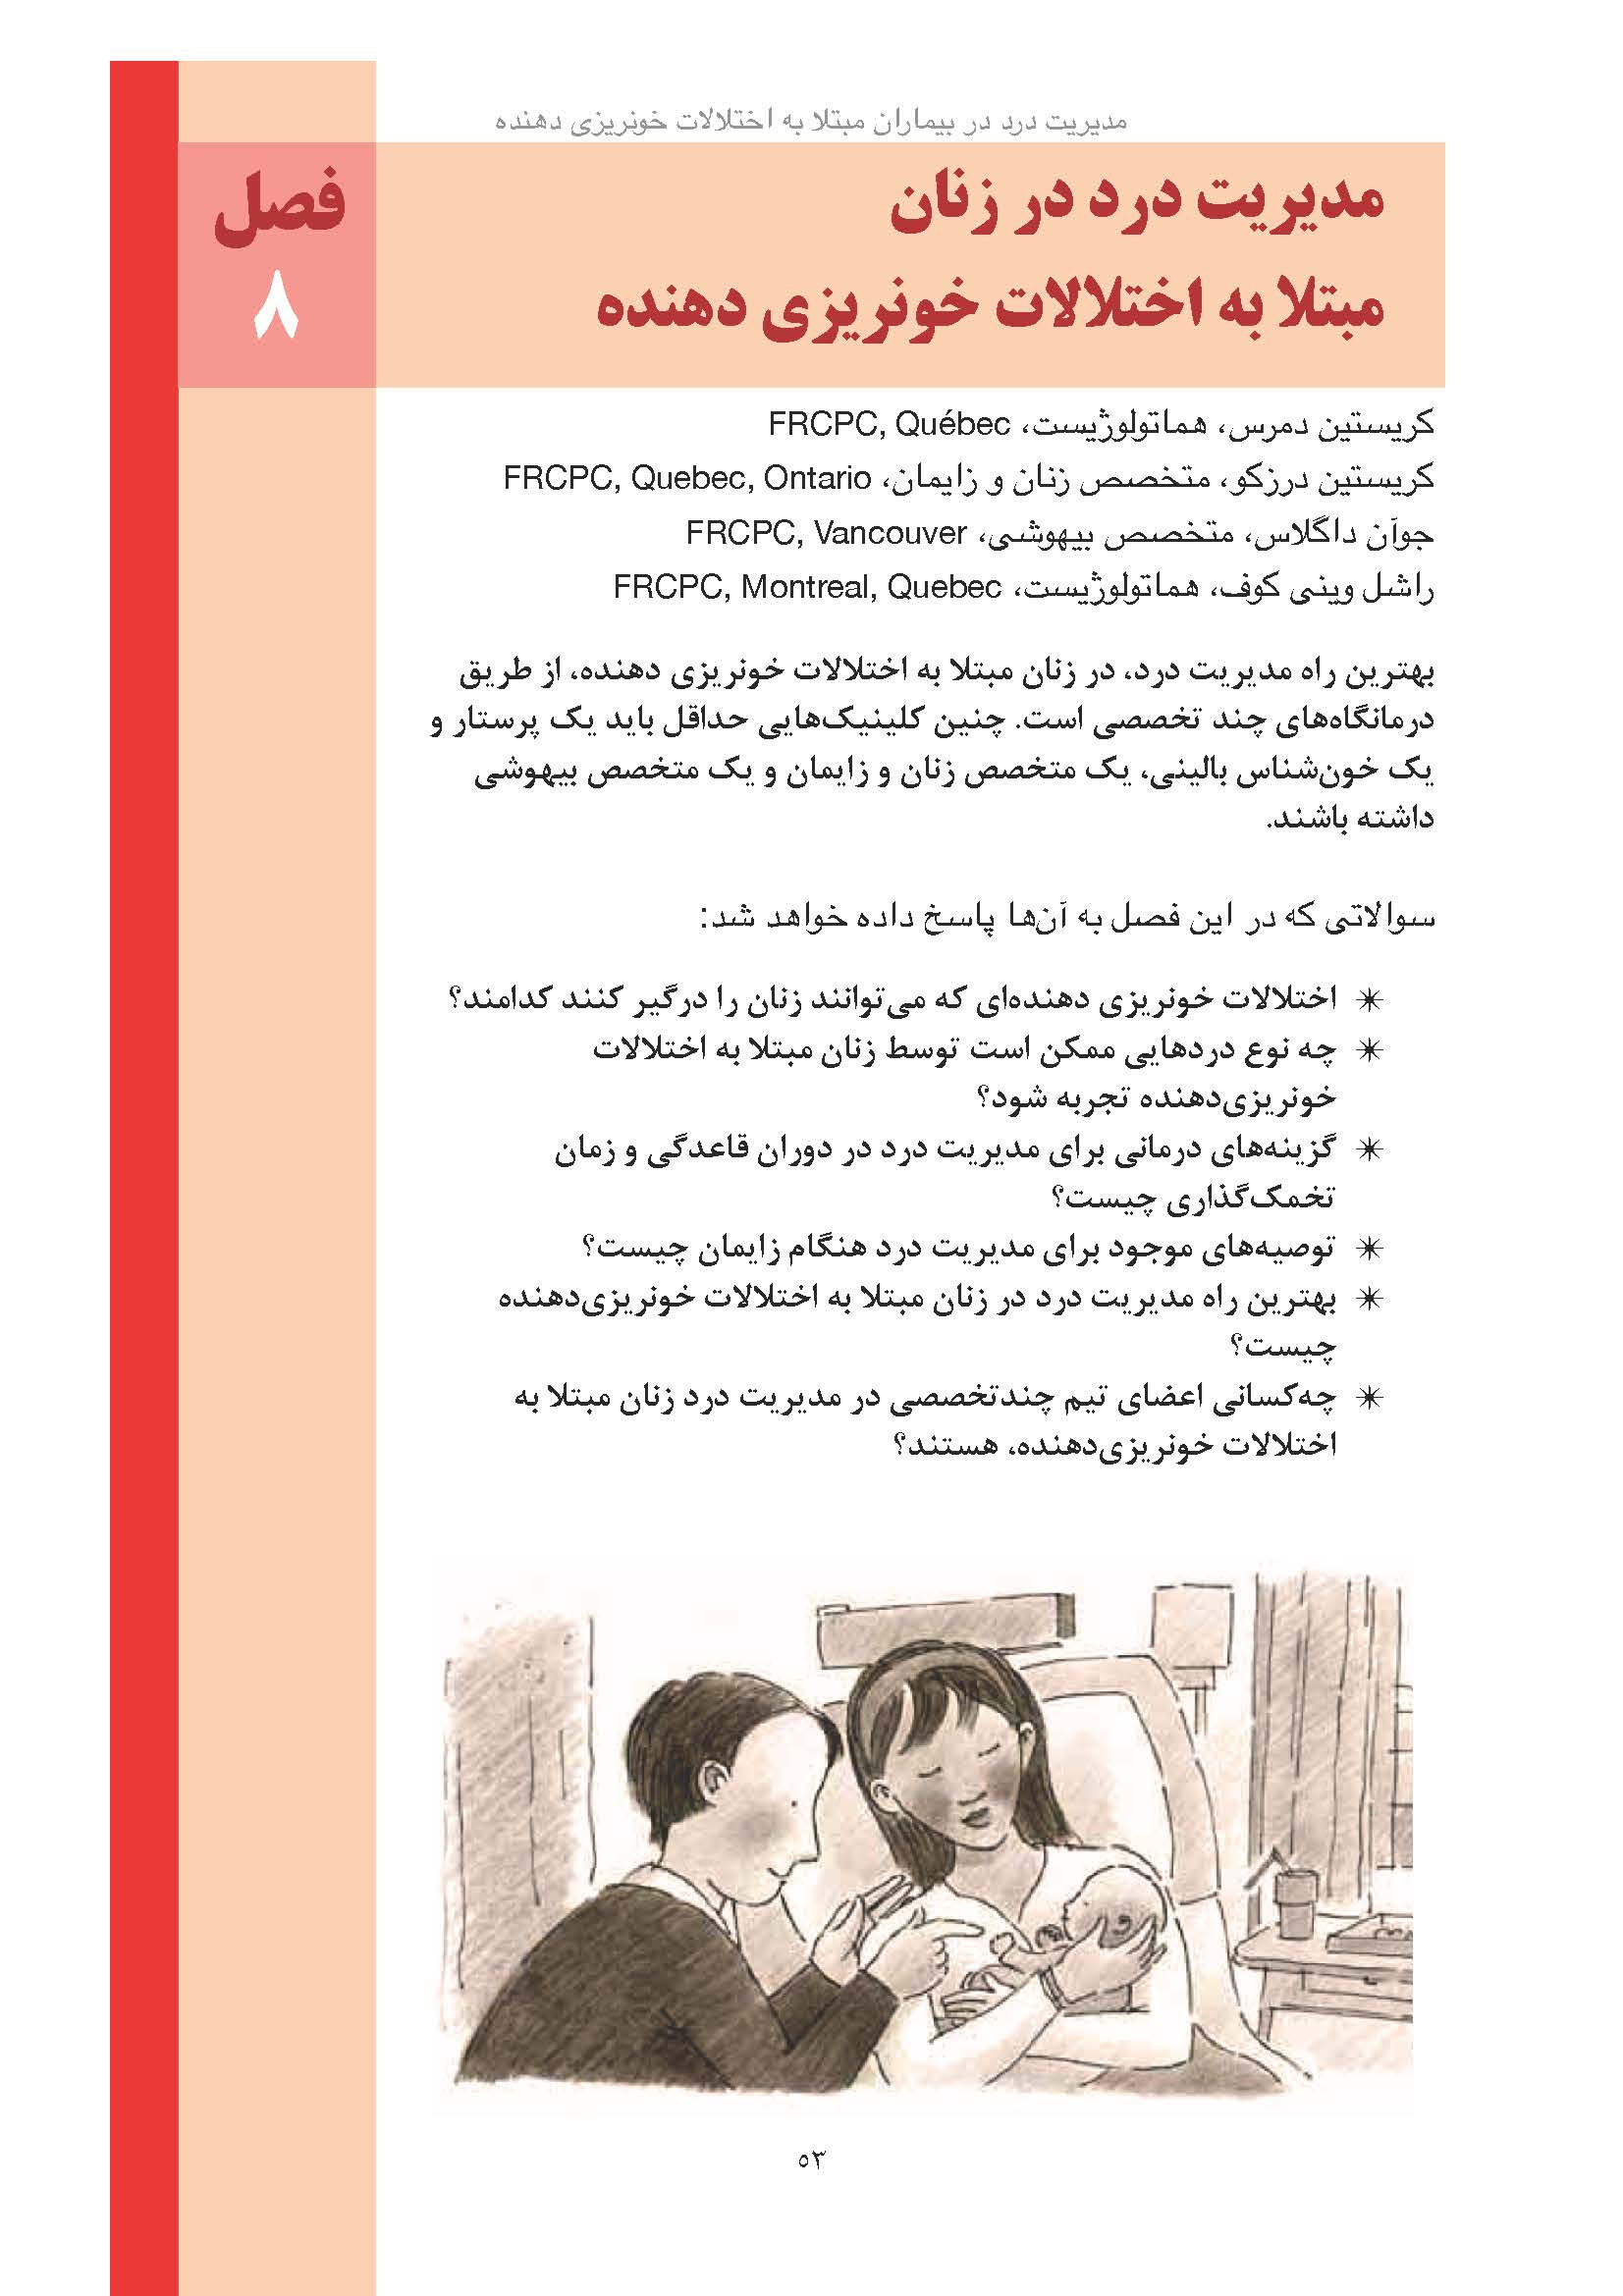 مدیریت درد در بیماران مبتلا به اختلالات خونریزی دهنده
فصل
۸
مدیریت درد در زنان
مبتلا به اختلالات خونریزی دهنده
کریستین دمرس، هماتولوژیست، FRCPC, Québec
کریستین درزکو، متخصص زنان و زایمان، FRCPC, Quebec, Ontario
جوآن داگلاس، متخصص بیهوشی، FRCPC, Vancouver
راشل وینی کوف، هماتولوژیست، FRCPC, Montreal, Quebec
بهترین راه مدیریت درد، در زنان مبتلا به اختلالات خونریزی دهنده، از طریق
درمانگاه‌های چند تخصصی است. چنین کلینیک‌هایی حداقل باید یک پرستار و
یک خون‌شناس بالینی، یک متخصص زنان و زایمان و یک متخصص بیهوشی
داشته باشند.
سوالاتی که در این فصل به آن‌ها پاسخ داده خواهد شد:
✴ اختلالات خونریزی دهنده‌ای که می‌توانند زنان را درگیر کنند کدامند؟
✴ چه نوع دردهایی ممکن است توسط زنان مبتلا به اختلالات
خونریزی‌دهنده تجربه شود؟
✴ گزینه‌های درمانی برای مدیریت درد در دوران قاعدگی و زمان
تخمک‌گذاری چیست؟
✴ توصیه‌های موجود برای مدیریت درد هنگام زایمان چیست؟
✴ بهترین راه مدیریت درد در زنان مبتلا به اختلالات خونریزی‌دهنده
چیست؟
✴ چه‌کسانی اعضای تیم چندتخصصی در مدیریت درد زنان مبتلا به
اختلالات خونریزی‌دهنده، هستند؟
۵۳